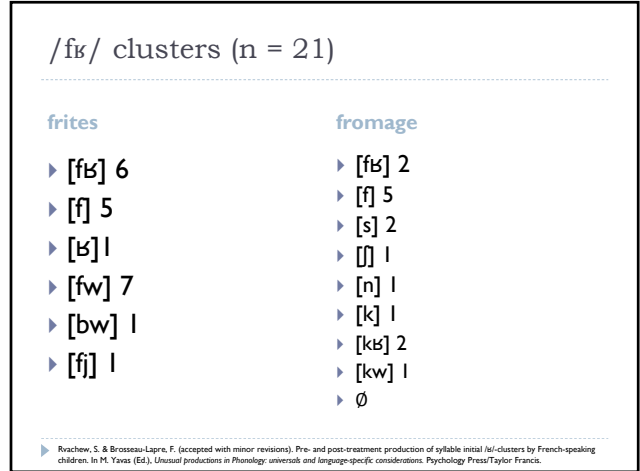 /fʁ/ clusters (n = 21)
frites
[fʁ] 6
[f] 5
[ʁ]1
[fw] 7
[bw] 1
[fj] 1
fromage
[fʁ] 2
[f] 5
[s] 2
[ʃ] 1
[n] 1
[k] 1
[kʁ] 2
[kw] 1
Ø
Rvachew, S. & Brosseau-Lapre, F. (accepted with minor revisions). Pre- and post-treatment production of syllable initial /ʁ/-clusters by French-speaking
children. In M. Yavas (Ed.), Unusual productions in Phonology: universals and language-specific considerations. Psychology Press/Taylor Francis.